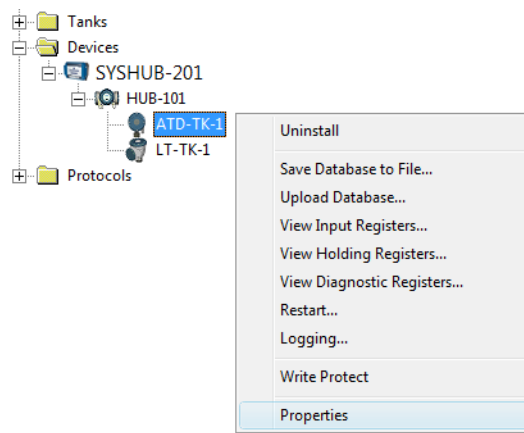 Tanks
Devices
SYSHUB-201
HUB-101
ATD-TK-1
LT-TK-1
Protocols
Uninstall
Save Database to File...
Upload Database...
View Input Registers...
View Holding Registers...
View Diagnostic Registers...
Restart...
Logging...
Write Protect
Properties